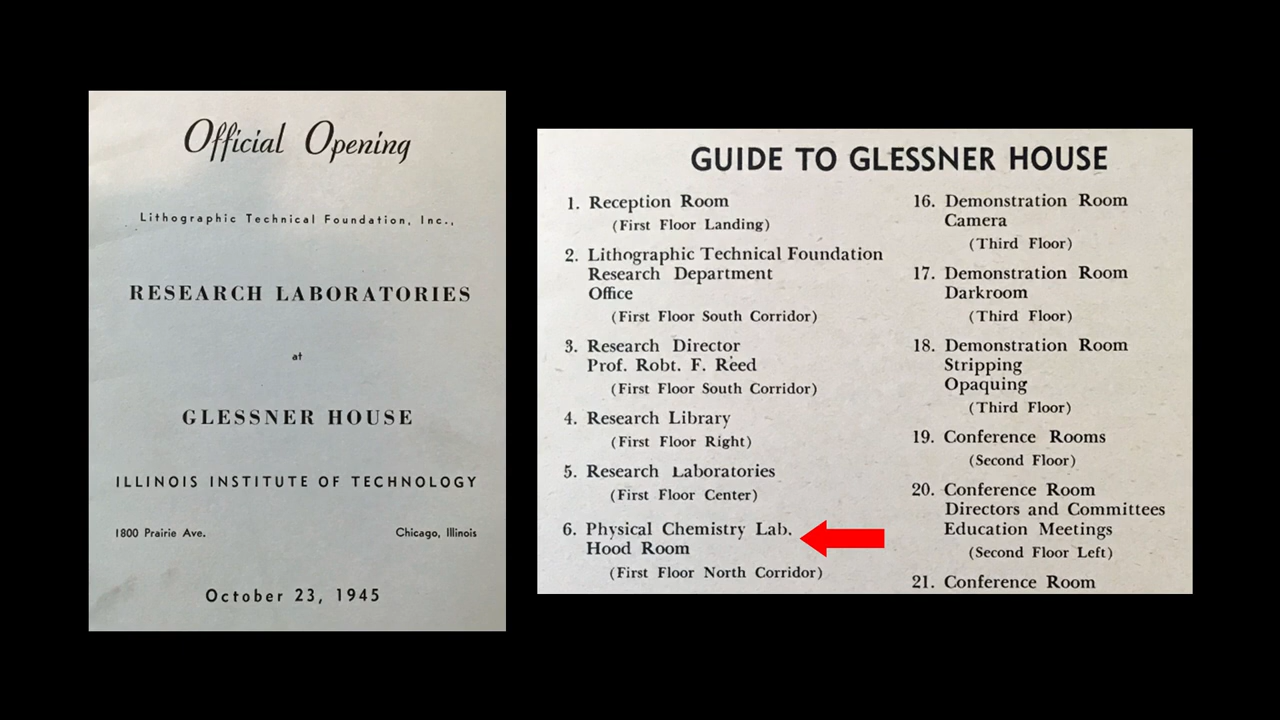 Official Opening
Lithographic Technical Foundation, Inc.,
RESEARCH LABORATORIES
at
GLESSNER HOUSE
ILLINOIS INSTITUTE OF TECHNOLOGY
1800 Prairie Ave. Chicago, Illinois
October 23, 1945
GUIDE TO GLESSNER HOUSE
1. Reception Room
(First Floor Landing)
2. Lithographic Technical Foundation
Research Department
Office
(First Floor South Corridor)
3. Research Director
Prof. Robt. F. Reed
(First Floor South Corridor)
4. Research Library
(First Floor Right)
5. Research Laboratories
(First Floor Center)
6. Physical Chemistry Lab.
Hood Room
(First Floor North Corridor)
16. Demonstration Room
Camera
(Third Floor)
17. Demonstration Room
Darkroom
(Third Floor)
18. Demonstration Room
Stripping
Opaquing
(Third Floor)
19. Conference Rooms
(Second Floor)
20. Conference Room
Directors and Committees
Education Meetings
(Second Floor Left)
21. Conference Room